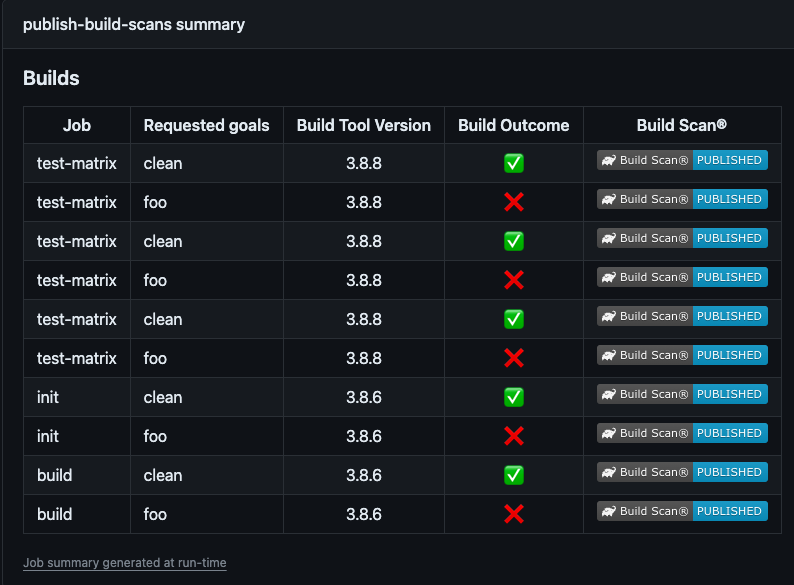 publish-build-scans summary
Builds
Job Requested goals Build Tool Version Build Outcome Build Scan®
test-matrix clean 3.8.8 ✅ Build Scan® PUBLISHED
test-matrix foo 3.8.8 ❌ Build Scan® PUBLISHED
test-matrix clean 3.8.8 ✅ Build Scan® PUBLISHED
test-matrix foo 3.8.8 ❌ Build Scan® PUBLISHED
test-matrix clean 3.8.8 ✅ Build Scan® PUBLISHED
test-matrix foo 3.8.8 ❌ Build Scan® PUBLISHED
init clean 3.8.6 ✅ Build Scan® PUBLISHED
init foo 3.8.6 ❌ Build Scan® PUBLISHED
build clean 3.8.6 ✅ Build Scan® PUBLISHED
build foo 3.8.6 ❌ Build Scan® PUBLISHED
Job summary generated at run-time